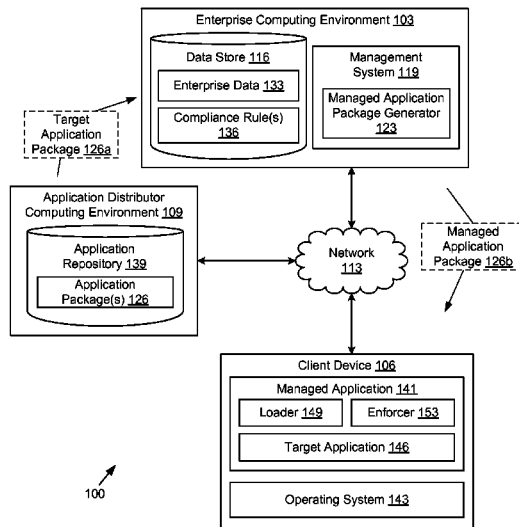 Enterprise Computing Environment 103
Data Store 116
Enterprise Data 133
Compliance Rule(s)
136
Management
System
119
Managed Application
Package Generator
123
Target
Application
Package 126a
Application Distributor
Computing Environment 109
Application
Repository 139
Application
Package(s) 126
Network
113
Managed
Application
Package 126b
Client Device 106
Managed Application 141
Loader 149
Enforcer 153
Target Application 146
Operating System 143
100